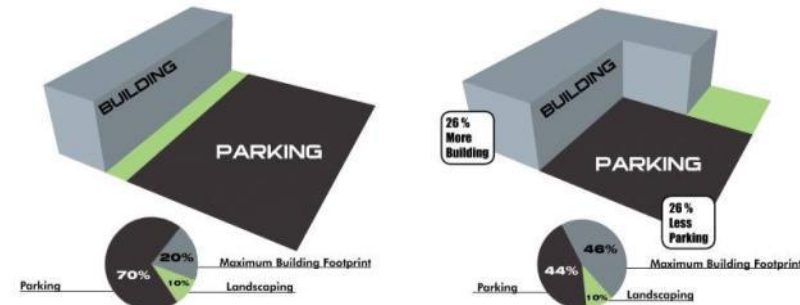 BUILDING
PARKING
20%
70%
10%
Maximum Building Footprint
Parking
Landscaping
BUILDING
26 %
More
Building
PARKING
26 %
Less
Parking
46%
44%
10%
Maximum Building Footprint
Parking
Landscaping